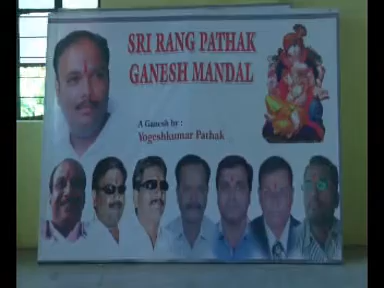 SRI RANG PATHAK
GANESH MANDAL
A Ganesh by :
Yogeshkumar Pathak